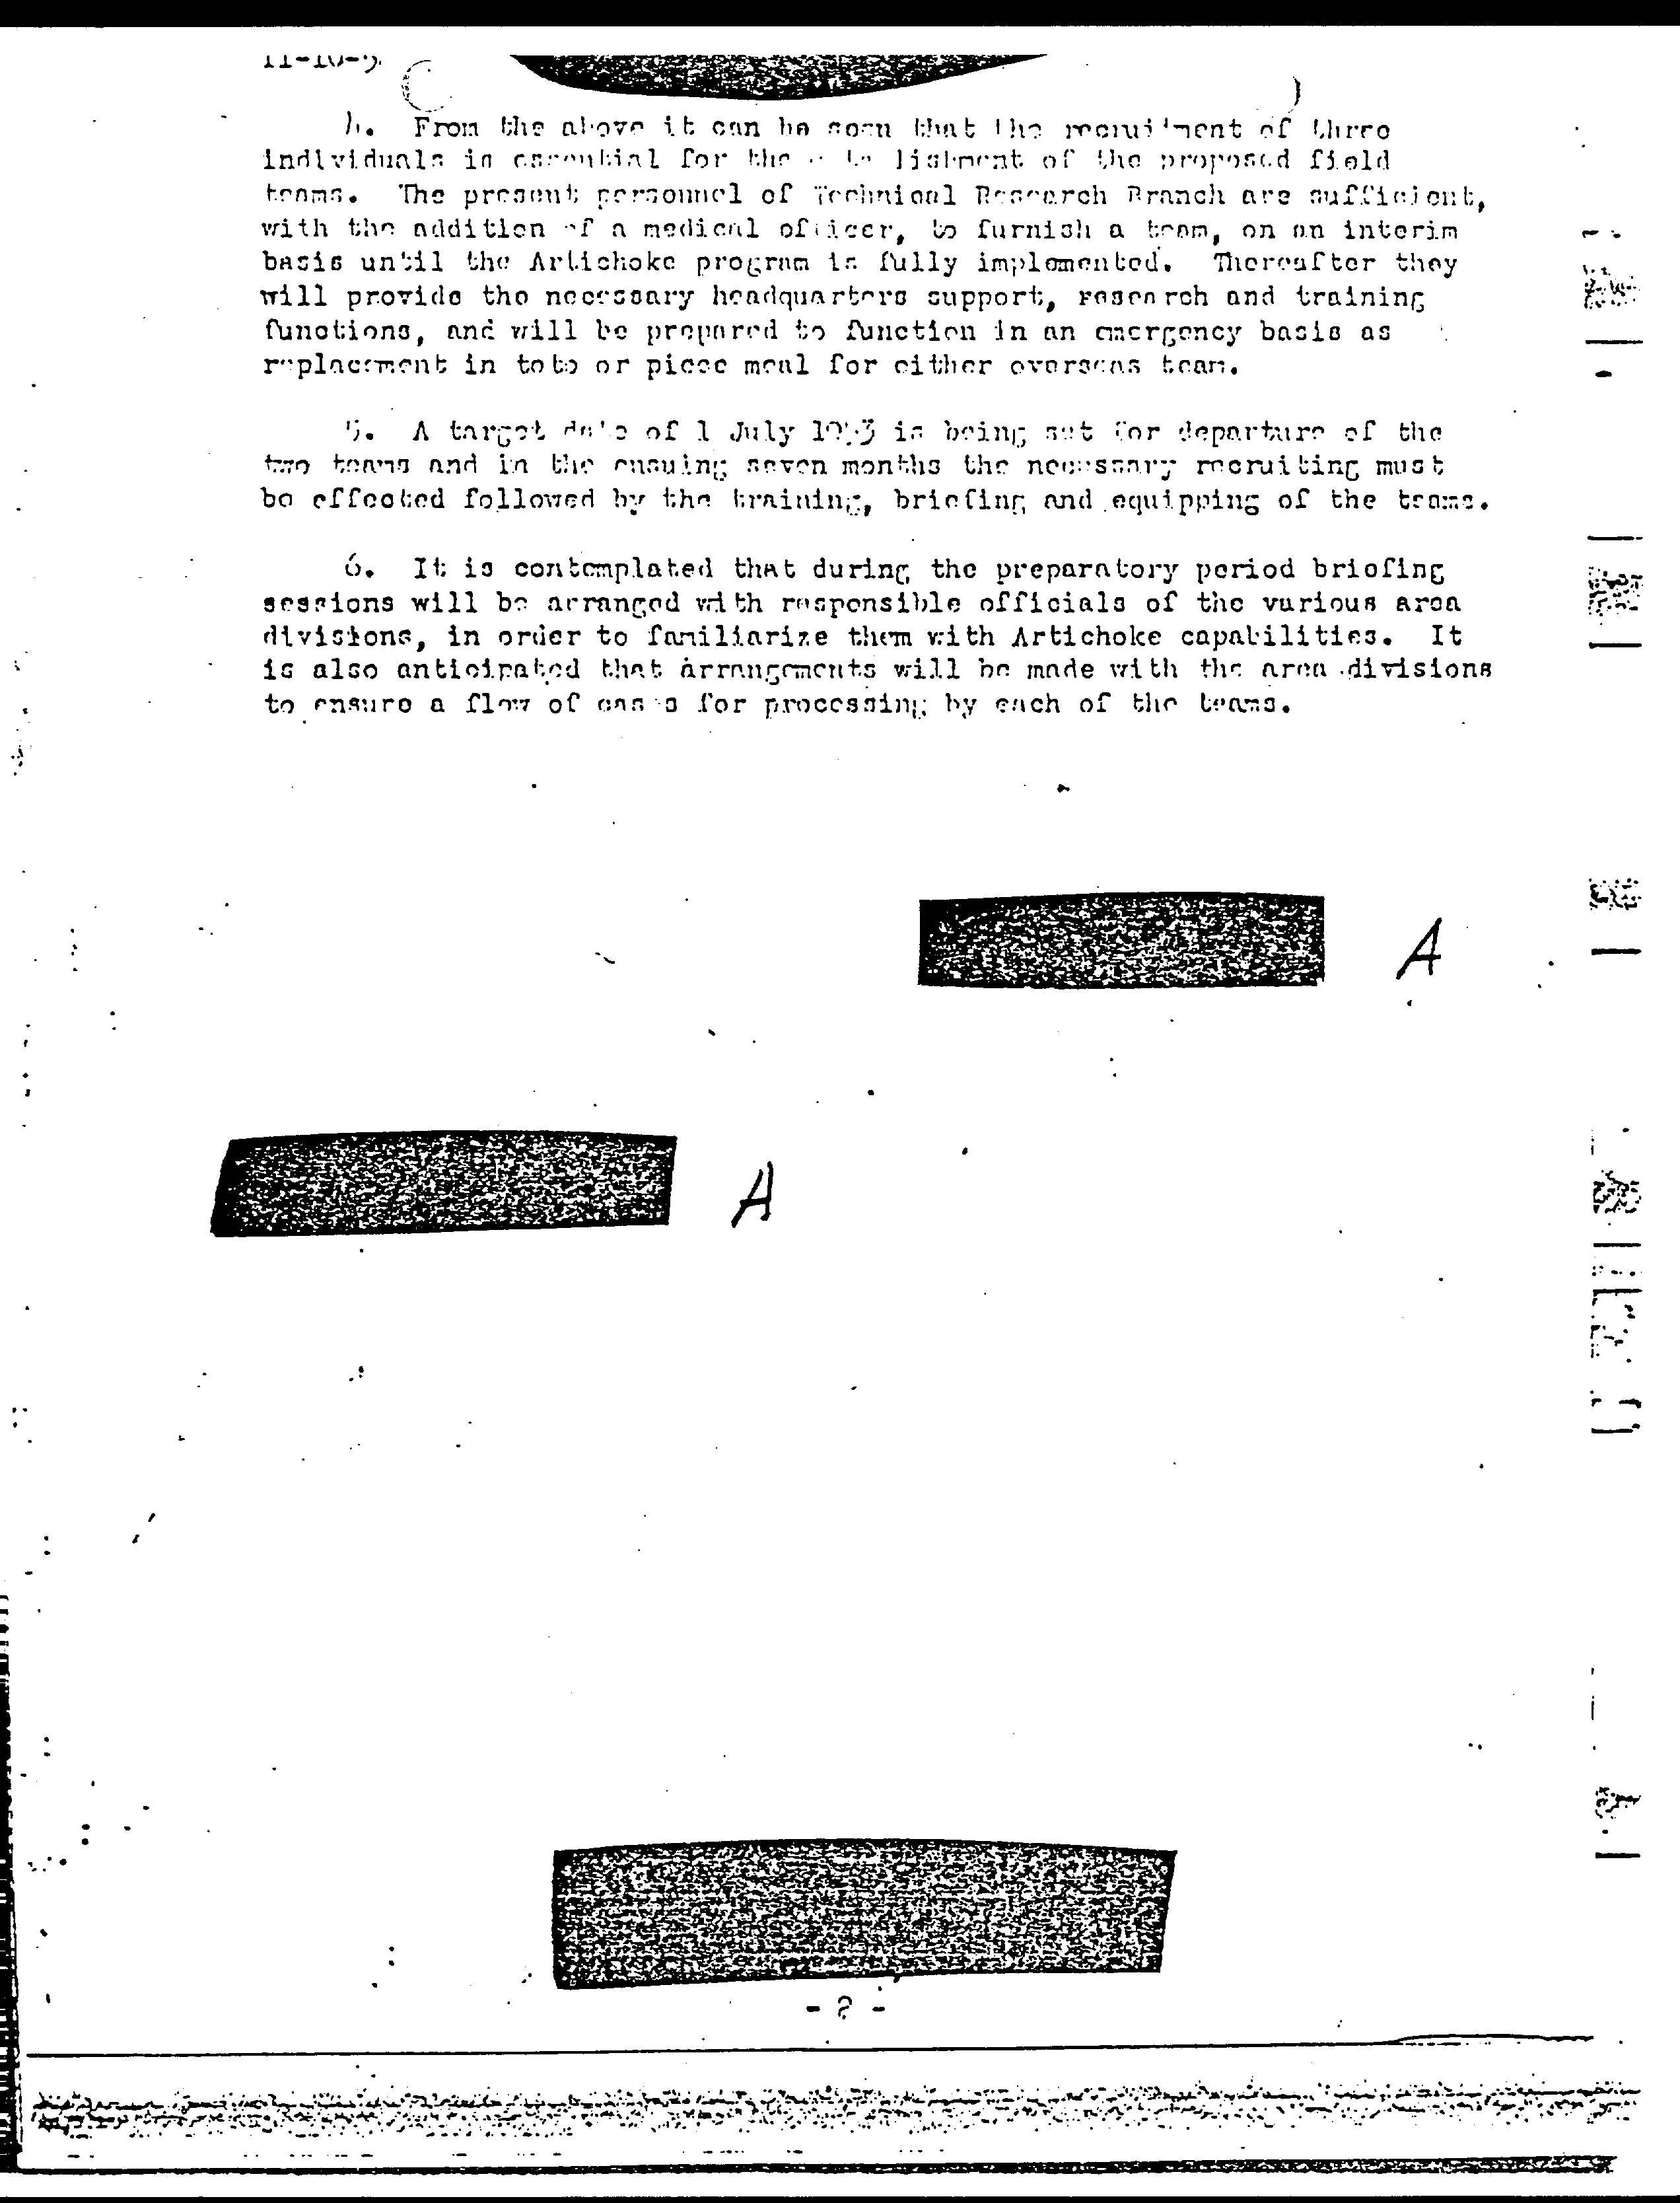 4. From the above it can be seen that the recruitment of three
individuals is essential for the establishment of the proposed field
teams. The present personnel of Technical Research Branch are sufficient,
with the addition of a medical officer, to furnish a team, on an interim
basis until the Artichoke program is fully implemented. Thereafter they
will provide the necessary headquarters support, research and training
functions, and will be prepared to function in an emergency basis as
replacement in toto or piece meal for either overseas team.
5. A target date of 1 July 1953 is being set for departure of the
two teams and in the ensuing seven months the necessary recruiting must
be effected followed by the training, briefing and equipping of the teams.
6. It is contemplated that during the preparatory period briefing
sessions will be arranged with responsible officials of the various area
divisions, in order to familiarize them with Artichoke capabilities. It
is also anticipated that arrangements will be made with the area divisions
to ensure a flow of cases for processing by each of the teams.
A
A
- 2 -